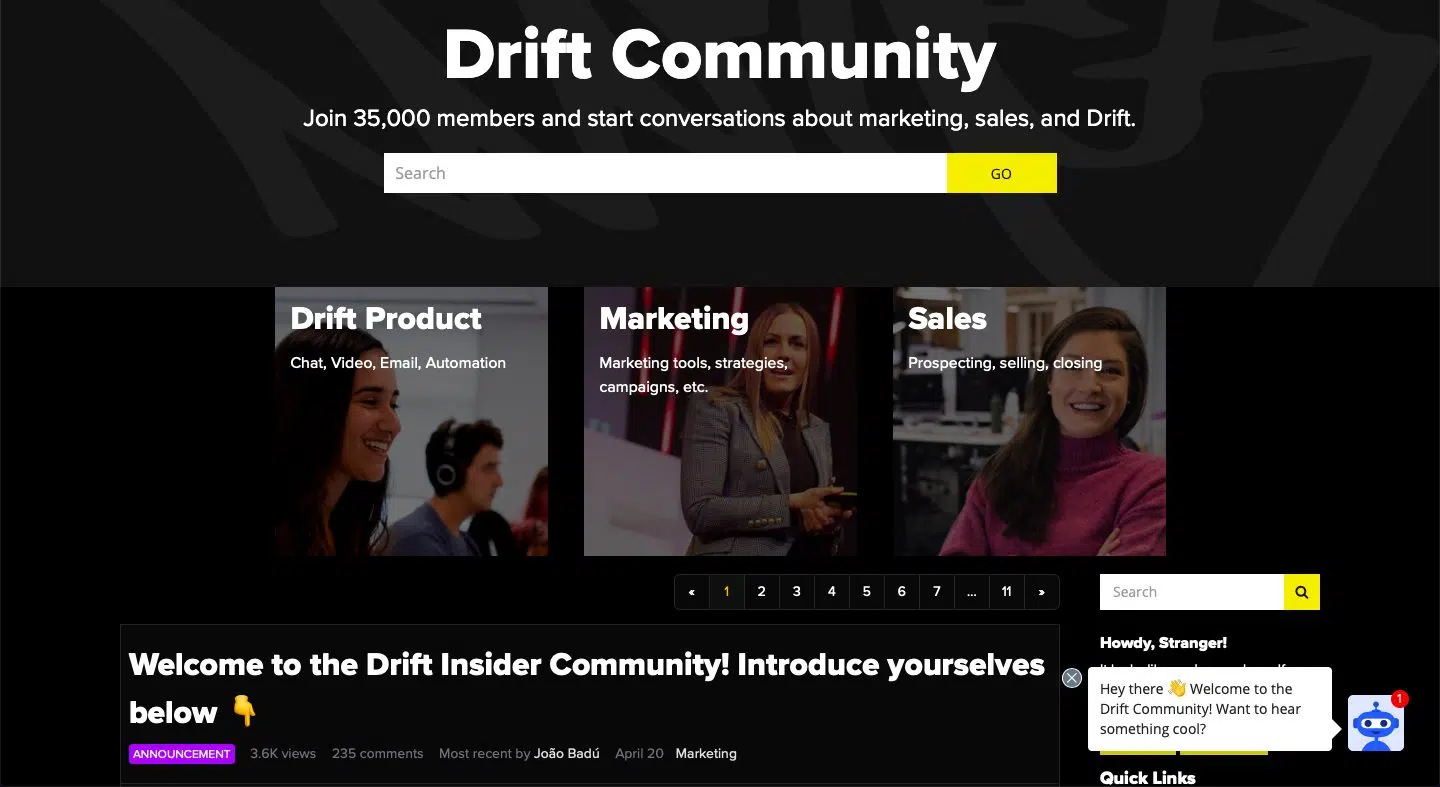 Drift Community
Join 35,000 members and start conversations about marketing, sales, and Drift.
Search
GO
Drift Product
Chat, Video, Email, Automation
Marketing
Marketing tools, strategies,
campaigns, etc.
Sales
Prospecting, selling, closing
« 1 2 3 4 5 6 7 … 11 »
Search
Welcome to the Drift Insider Community! Introduce yourselves
below 👇
ANNOUNCEMENT 3.6K views 235 comments Most recent by João Badú April 20 Marketing
Howdy, Stranger!
Hey there 👋 Welcome to the
Drift Community! Want to hear
something cool?
1
Quick Links